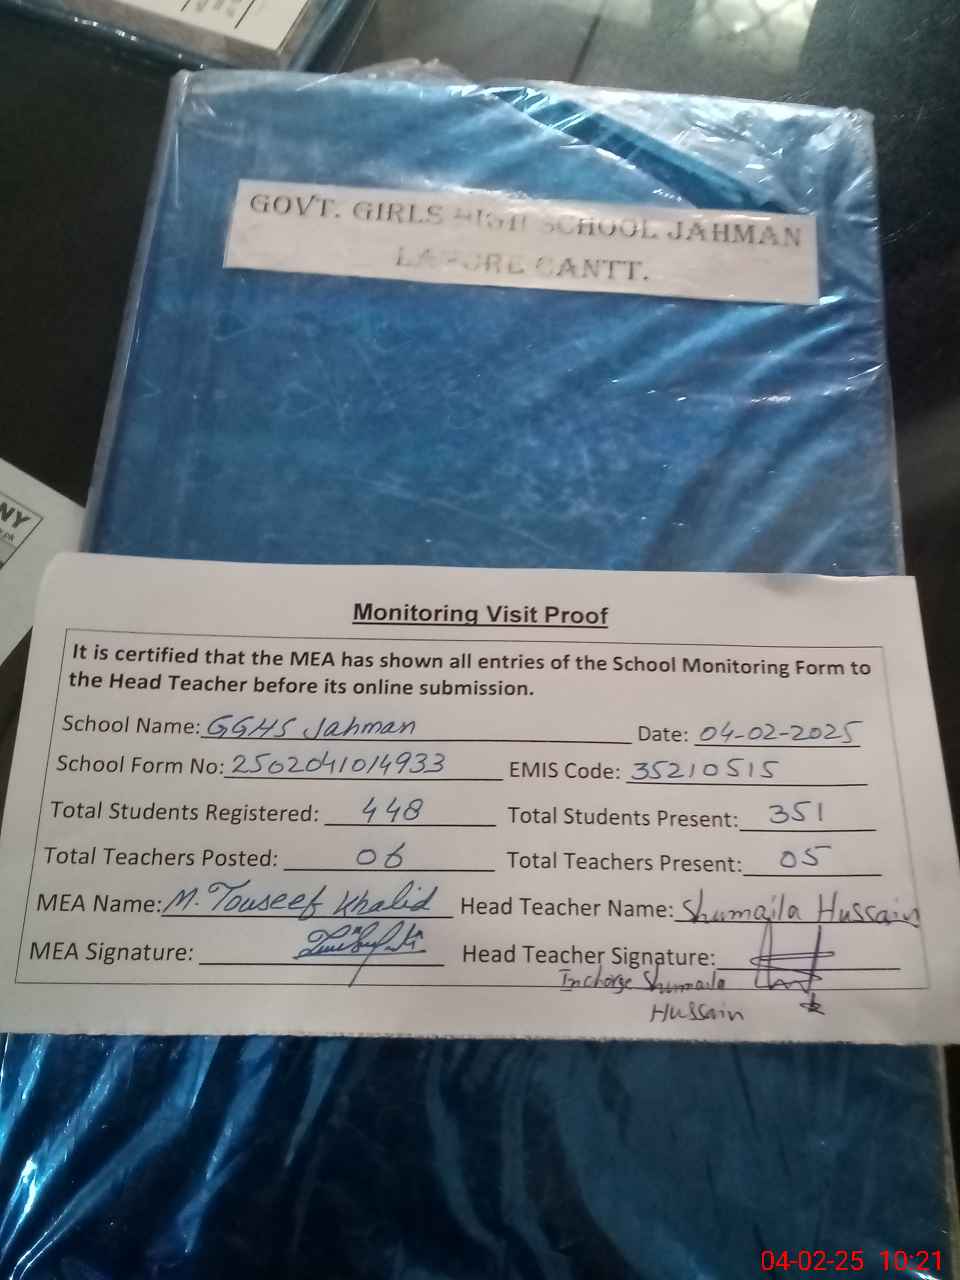 GOVT. GIRLS HIGH SCHOOL JAHMAN
LAHORE CANTT.
NY
Monitoring Visit Proof
It is certified that the MEA has shown all entries of the School Monitoring Form to
the Head Teacher before its online submission.
School Name: GGHS Jahman Date: 04-02-2025
School Form No: 2502041014933 EMIS Code: 35210515
Total Students Registered: 448 Total Students Present: 351
Total Teachers Posted: 06 Total Teachers Present: 05
MEA Name: M. Touseef Khalid Head Teacher Name: Shumaila Hussain
MEA Signature: Head Teacher Signature:
Incharge Shumaila
Hussain
04-02-25 10:21